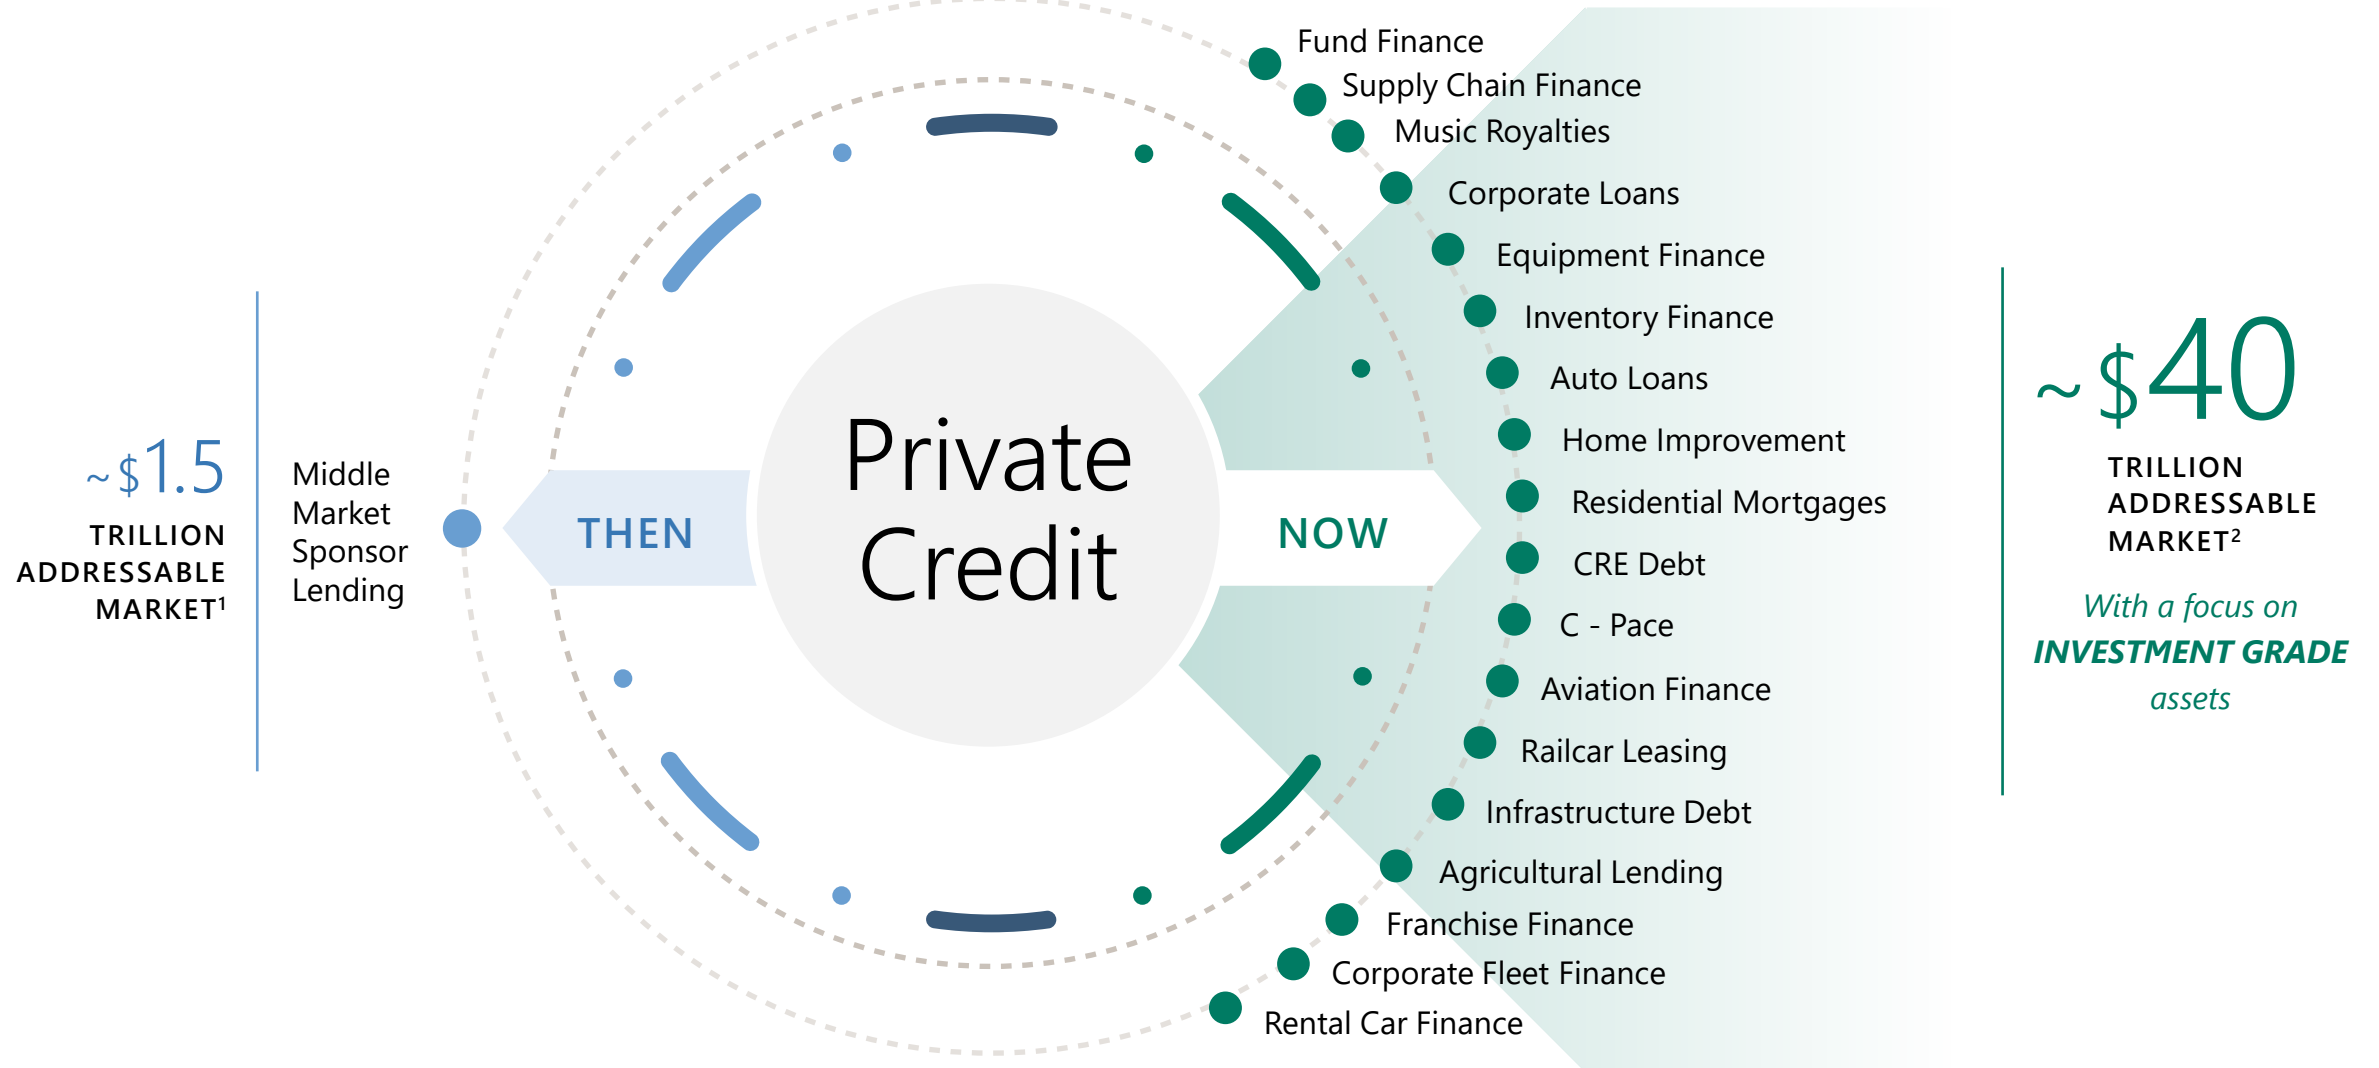 ~$1.5
TRILLION
ADDRESSABLE
MARKET¹
Middle
Market
Sponsor
Lending
THEN
Private
Credit
NOW
Fund Finance
Supply Chain Finance
Music Royalties
Corporate Loans
Equipment Finance
Inventory Finance
Auto Loans
Home Improvement
Residential Mortgages
CRE Debt
C - Pace
Aviation Finance
Railcar Leasing
Infrastructure Debt
Agricultural Lending
Franchise Finance
Corporate Fleet Finance
Rental Car Finance
~$40
TRILLION
ADDRESSABLE
MARKET²
With a focus on
INVESTMENT GRADE
assets